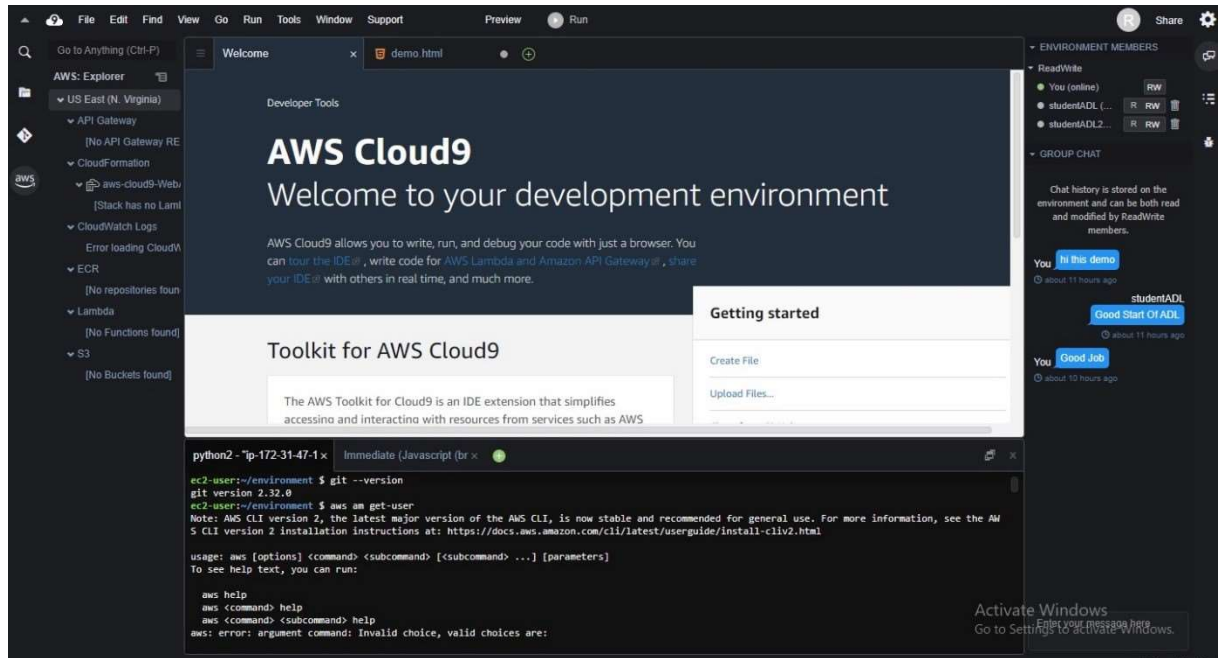 File Edit Find View Go Run Tools Window Support Preview Run
R Share
Go to Anything (Ctrl-P)
AWS: Explorer
US East (N. Virginia)
API Gateway
[No API Gateway RE
CloudFormation
aws-cloud9-Web
[Stack has no Laml
CloudWatch Logs
Error loading CloudW
ECR
[No repositories foun
Lambda
[No Functions found]
S3
[No Buckets found]
aws
Welcome × demo.html
Developer Tools
AWS Cloud9
Welcome to your development environment
AWS Cloud9 allows you to write, run, and debug your code with just a browser. You
can tour the IDE, write code for AWS Lambda and Amazon API Gateway, share
your IDE with others in real time, and much more.
Getting started
Create File
Upload Files...
Toolkit for AWS Cloud9
The AWS Toolkit for Cloud9 is an IDE extension that simplifies
accessing and interacting with resources from services such as AWS
python2 - "ip-172-31-47-1 × Immediate (Javascript (br ×
ec2-user:~/environment $ git --version
git version 2.32.0
ec2-user:~/environment $ aws am get-user
Note: AWS CLI version 2, the latest major version of the AWS CLI, is now stable and recommended for general use. For more information, see the AW
S CLI version 2 installation instructions at: https://docs.aws.amazon.com/cli/latest/userguide/install-cliv2.html
usage: aws [options] <command> <subcommand> [<subcommand> ...] [parameters]
To see help text, you can run:
aws help
aws <command> help
aws <command> <subcommand> help
aws: error: argument command: Invalid choice, valid choices are:
ENVIRONMENT MEMBERS
ReadWrite
You (online) RW
studentADL (... R RW
studentADL2... R RW
GROUP CHAT
Chat history is stored on the
environment and can be both read
and modified by ReadWrite
members.
You hi this demo
about 11 hours ago
studentADL
Good Start Of ADL
about 11 hours ago
You Good Job
about 10 hours ago
Enter your message here
Activate Windows
Go to Settings to activate Windows.